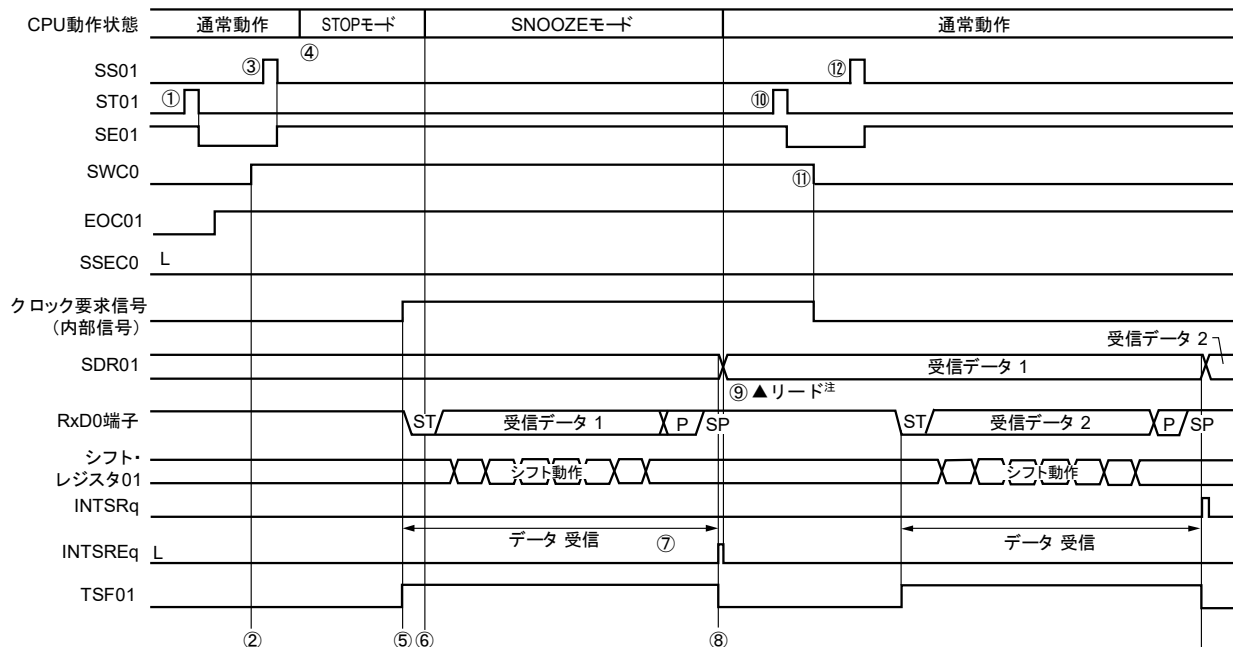 CPU動作状態 通常動作 STOPモード SNOOZEモード 通常動作
④
SS01 ③ ⑫
ST01 ① ⑩
SE01
SWC0 ⑪
EOC01
SSEC0 L
クロック要求信号
(内部信号)
受信データ 2
SDR01 受信データ 1
⑨ ▲リード注
RxD0端子 ST 受信データ 1 P SP ST 受信データ 2 P SP
シフト・
レジスタ01 シフト動作 シフト動作
INTSRq
データ 受信 ⑦ データ 受信
INTSREq L
TSF01
② ⑤ ⑥ ⑧